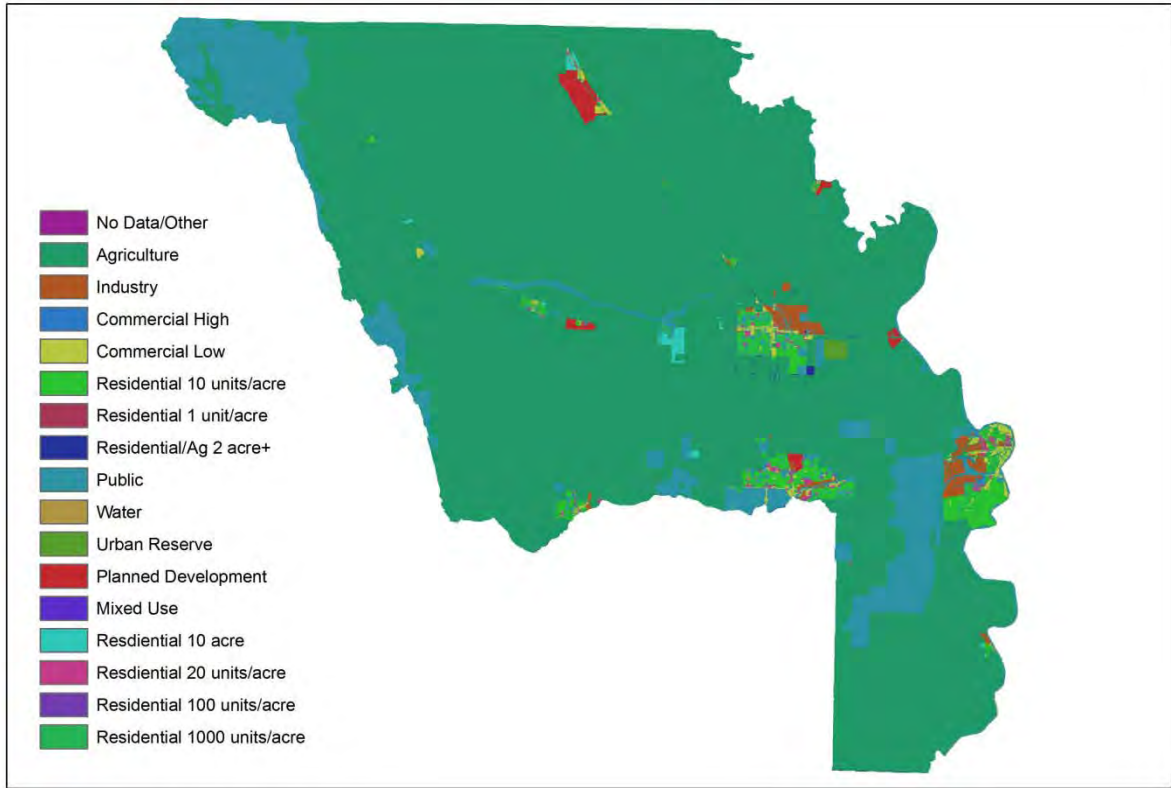 No Data/Other
Agriculture
Industry
Commercial High
Commercial Low
Residential 10 units/acre
Residential 1 unit/acre
Residential/Ag 2 acre+
Public
Water
Urban Reserve
Planned Development
Mixed Use
Resdiential 10 acre
Resdiential 20 units/acre
Residential 100 units/acre
Residential 1000 units/acre